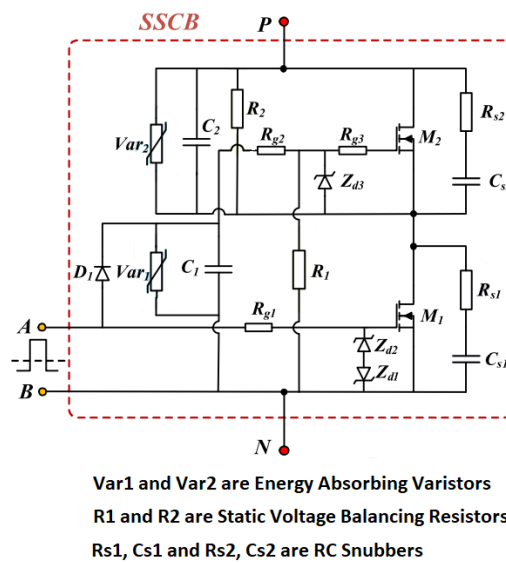 SSCB
P
R2
C2
Var2
Rg2
Rg3
M2
Rs2
Zd3
Cs
D1
Var1
C1
R1
Rs1
Rg1
M1
A
Zd2
Cs1
Zd1
B
N
Var1 and Var2 are Energy Absorbing Varistors
R1 and R2 are Static Voltage Balancing Resistors
Rs1, Cs1 and Rs2, Cs2 are RC Snubbers